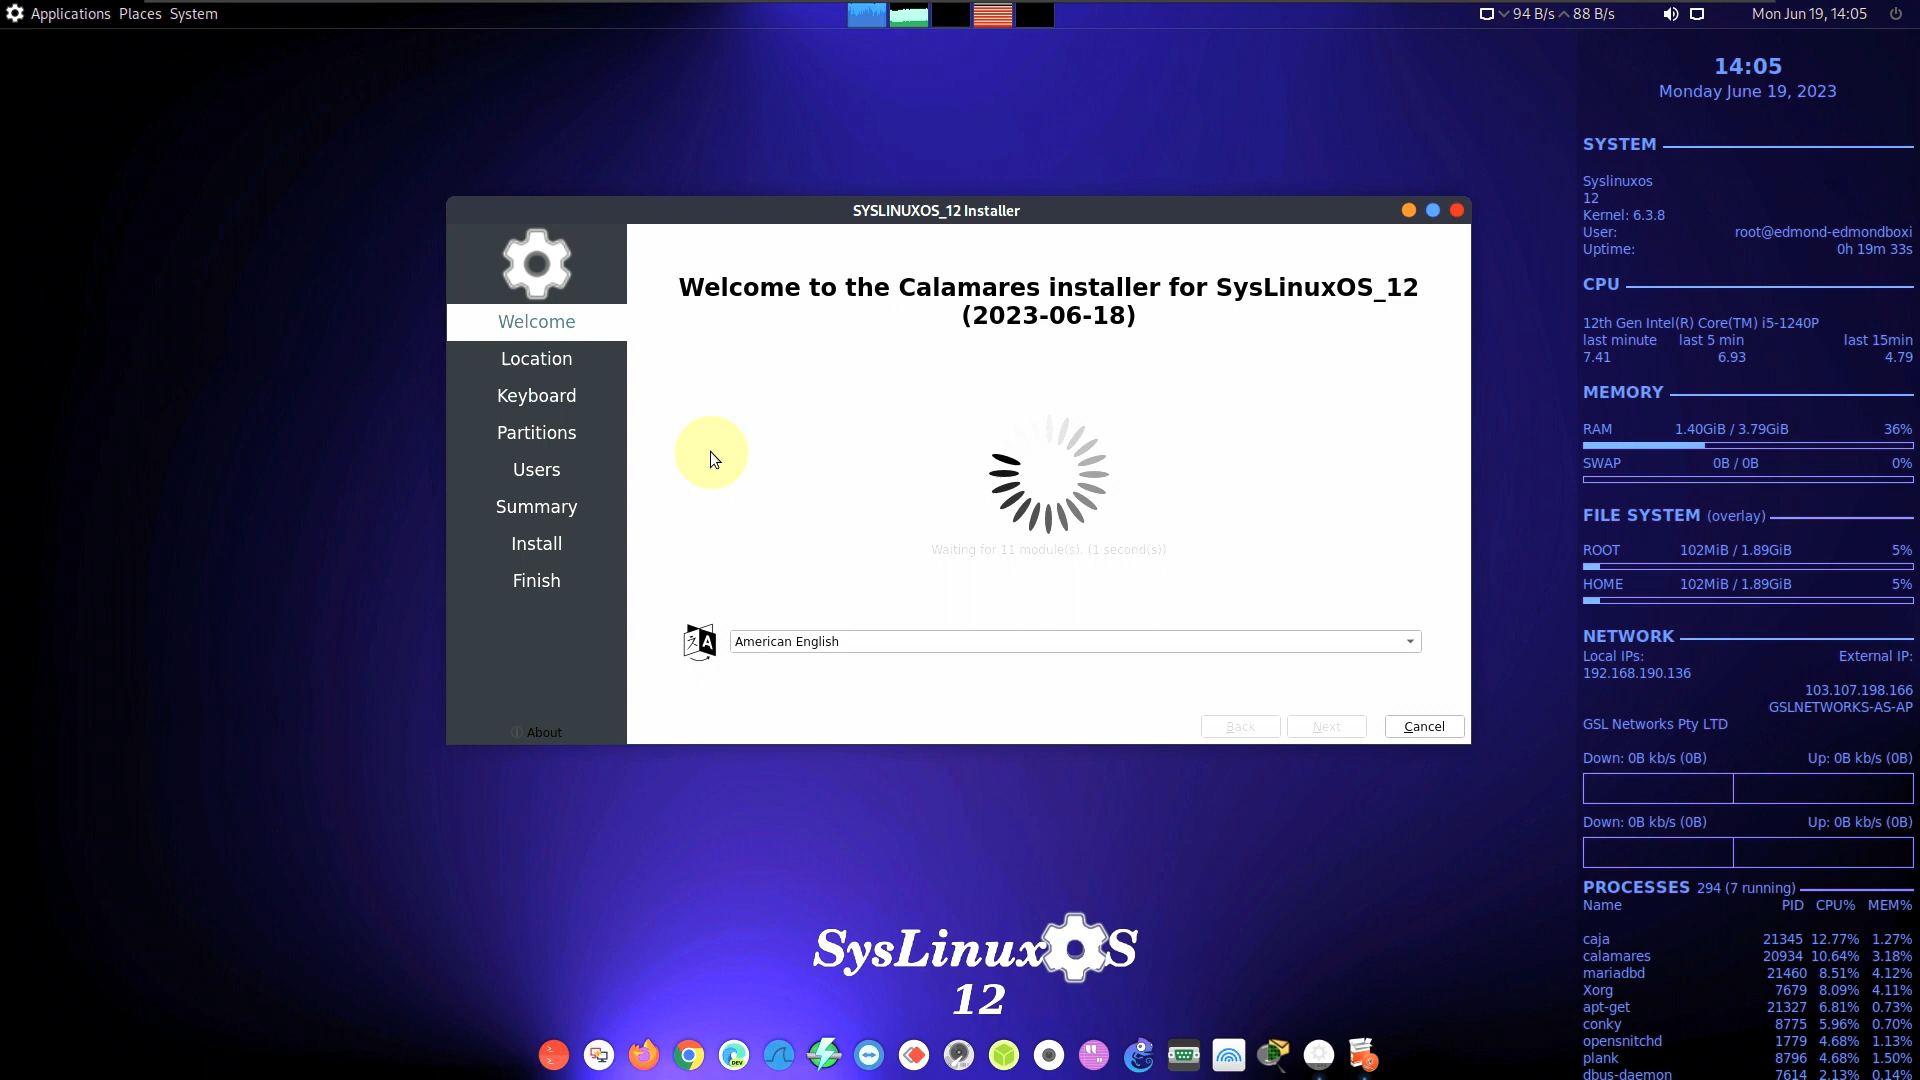 Applications Places System
94 B/s 88 B/s
Mon Jun 19, 14:05
14:05
Monday June 19, 2023
SYSTEM
Syslinuxos
12
Kernel: 6.3.8
User: root@edmond-edmondboxi
Uptime: 0h 19m 33s
CPU
12th Gen Intel(R) Core(TM) i5-1240P
last minute last 5 min last 15min
7.41 6.93 4.79
MEMORY
RAM 1.40GiB / 3.79GiB 36%
SWAP 0B / 0B 0%
FILE SYSTEM (overlay)
ROOT 102MiB / 1.89GiB 5%
HOME 102MiB / 1.89GiB 5%
NETWORK
Local IPs: External IP:
192.168.190.136
103.107.198.166
GSLNETWORKS-AS-AP
GSL Networks Pty LTD
Down: 0B kb/s (0B) Up: 0B kb/s (0B)
Down: 0B kb/s (0B) Up: 0B kb/s (0B)
PROCESSES 294 (7 running)
Name PID CPU% MEM%
caja 21345 12.77% 1.27%
calamares 20934 10.64% 3.18%
mariadbd 21460 8.51% 4.12%
Xorg 7679 8.09% 4.11%
apt-get 21327 6.81% 0.73%
conky 8775 5.96% 0.70%
opensnitchd 1779 4.68% 1.13%
plank 8796 4.68% 1.50%
dbus-daemon 7614 2.13% 0.14%
SYSLINUXOS_12 Installer
Welcome
Location
Keyboard
Partitions
Users
Summary
Install
Finish
About
Welcome to the Calamares installer for SysLinuxOS_12
(2023-06-18)
Waiting for 11 module(s). (1 second(s))
American English
Back Next Cancel
SysLinuxOS
12
DEV